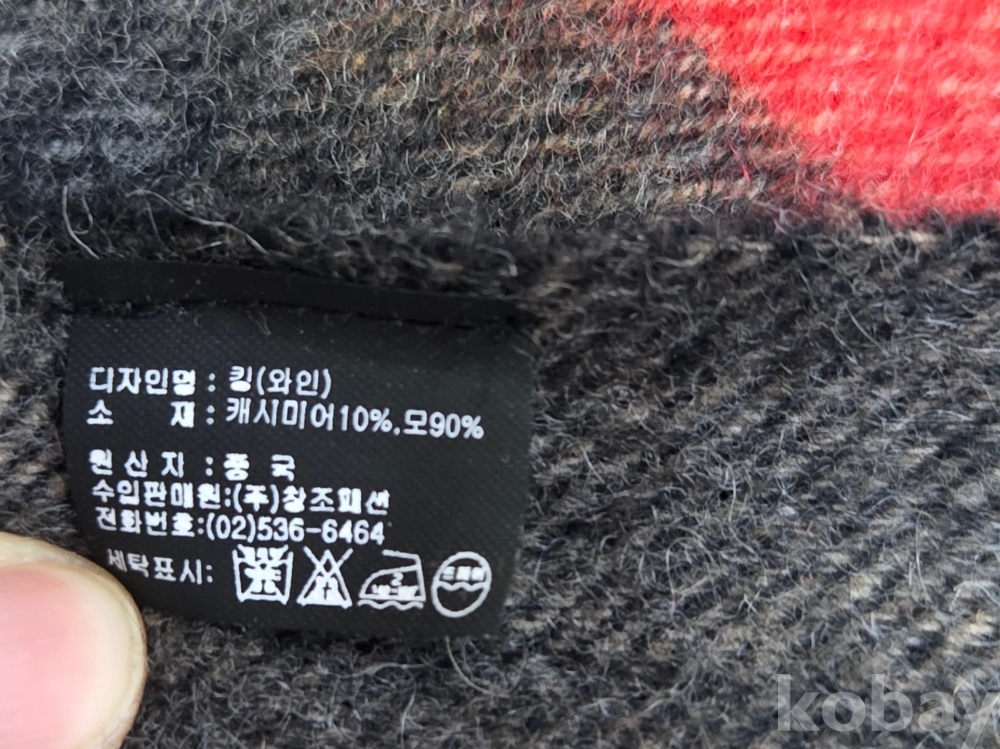 디자인명 : 킹(와인)
소 재 : 캐시미어10%,모90%
원 산 지 : 중 국
수입판매원:(주)창조패션
전화번호:(02)536-6464
세탁표시:
kobay